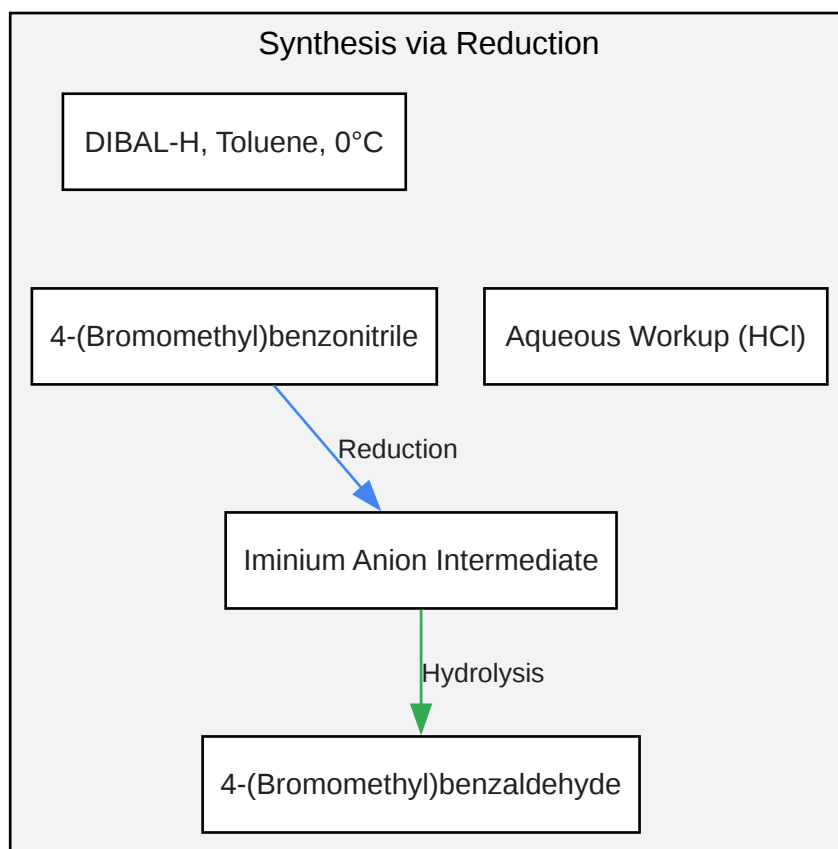 Synthesis via Reduction
DIBAL-H, Toluene, 0°C
4-(Bromomethyl)benzonitrile
Aqueous Workup (HCl)
Reduction
Iminium Anion Intermediate
Hydrolysis
4-(Bromomethyl)benzaldehyde